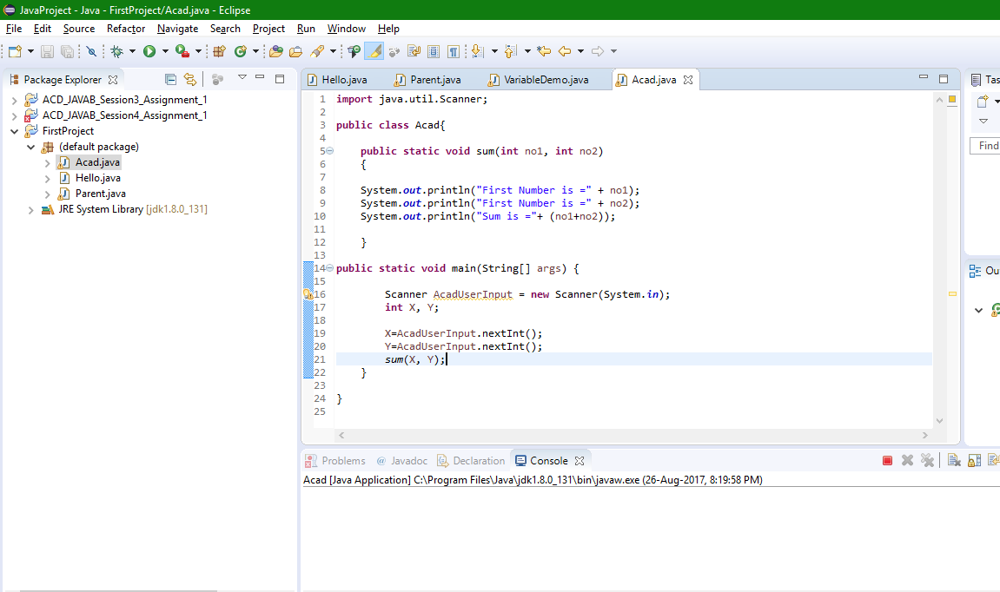 JavaProject - Java - FirstProject/Acad.java - Eclipse
File Edit Source Refactor Navigate Search Project Run Window Help
Package Explorer
ACD_JAVAB_Session3_Assignment_1
ACD_JAVAB_Session4_Assignment_1
FirstProject
(default package)
Acad.java
Hello.java
Parent.java
JRE System Library [jdk1.8.0_131]
Hello.java Parent.java VariableDemo.java Acad.java
1 import java.util.Scanner;
2
3 public class Acad{
4
5 public static void sum(int no1, int no2)
6 {
7
8 System.out.println("First Number is =" + no1);
9 System.out.println("First Number is =" + no2);
10 System.out.println("Sum is ="+ (no1+no2));
11
12 }
13
14 public static void main(String[] args) {
15
16 Scanner AcadUserInput = new Scanner(System.in);
17 int X, Y;
18
19 X=AcadUserInput.nextInt();
20 Y=AcadUserInput.nextInt();
21 sum(X, Y);
22 }
23
24 }
25
Tas
Find
Ou
Problems @ Javadoc Declaration Console
Acad [Java Application] C:\Program Files\Java\jdk1.8.0_131\bin\javaw.exe (26-Aug-2017, 8:19:58 PM)